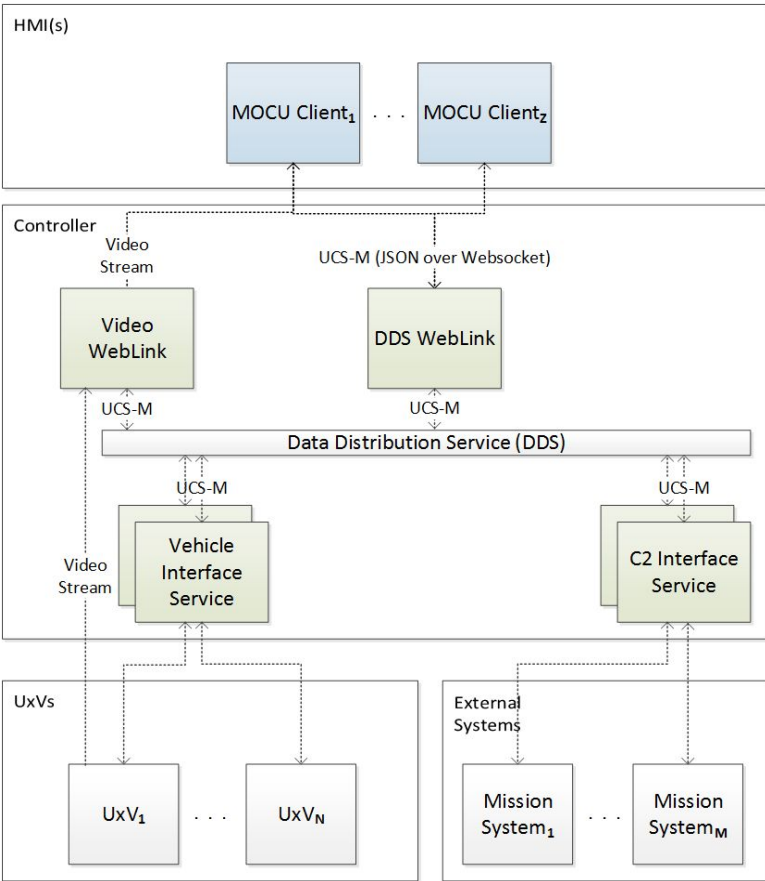 HMI(s)
MOCU Client1 . . . MOCU ClientZ
Controller
Video
Stream
UCS-M (JSON over Websocket)
Video
WebLink
DDS WebLink
UCS-M
UCS-M
Data Distribution Service (DDS)
UCS-M
UCS-M
Vehicle
Interface
Service
C2 Interface
Service
Video
Stream
UxVs
External
Systems
UxV1 . . . UxVN
Mission
System1
. . .
Mission
SystemM